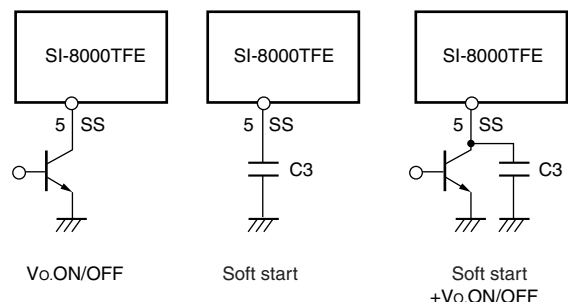 SI-8000TFE
SI-8000TFE
SI-8000TFE
5 SS
5 SS
5 SS
C3
C3
Vo.ON/OFF
Soft start
Soft start
+Vo.ON/OFF